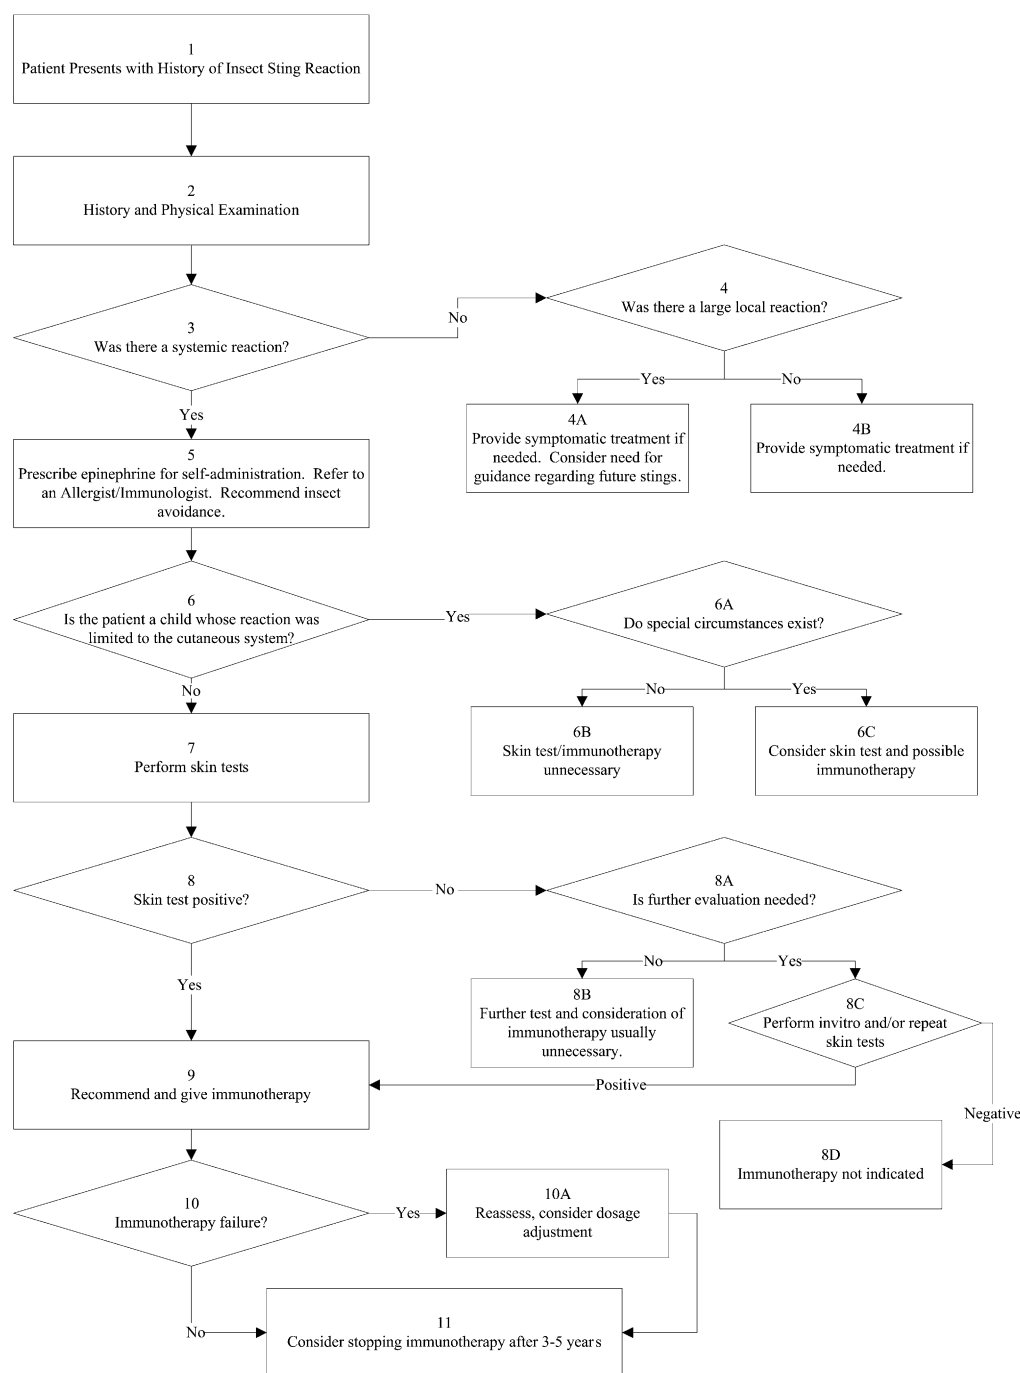 1
Patient Presents with History of Insect Sting Reaction
2
History and Physical Examination
3
Was there a systemic reaction?
No
4
Was there a large local reaction?
Yes
No
4A
Provide symptomatic treatment if
needed. Consider need for
guidance regarding future stings.
4B
Provide symptomatic treatment if
needed.
Yes
5
Prescribe epinephrine for self-administration. Refer to
an Allergist/Immunologist. Recommend insect
avoidance.
6
Is the patient a child whose reaction was
limited to the cutaneous system?
Yes
6A
Do special circumstances exist?
No
Yes
6B
Skin test/immunotherapy
unnecessary
6C
Consider skin test and possible
immunotherapy
No
7
Perform skin tests
8
Skin test positive?
No
8A
Is further evaluation needed?
No
Yes
8B
Further test and consideration of
immunotherapy usually
unnecessary.
8C
Perform invitro and/or repeat
skin tests
Yes
Positive
Negative
9
Recommend and give immunotherapy
8D
Immunotherapy not indicated
10
Immunotherapy failure?
Yes
10A
Reassess, consider dosage
adjustment
No
11
Consider stopping immunotherapy after 3-5 years